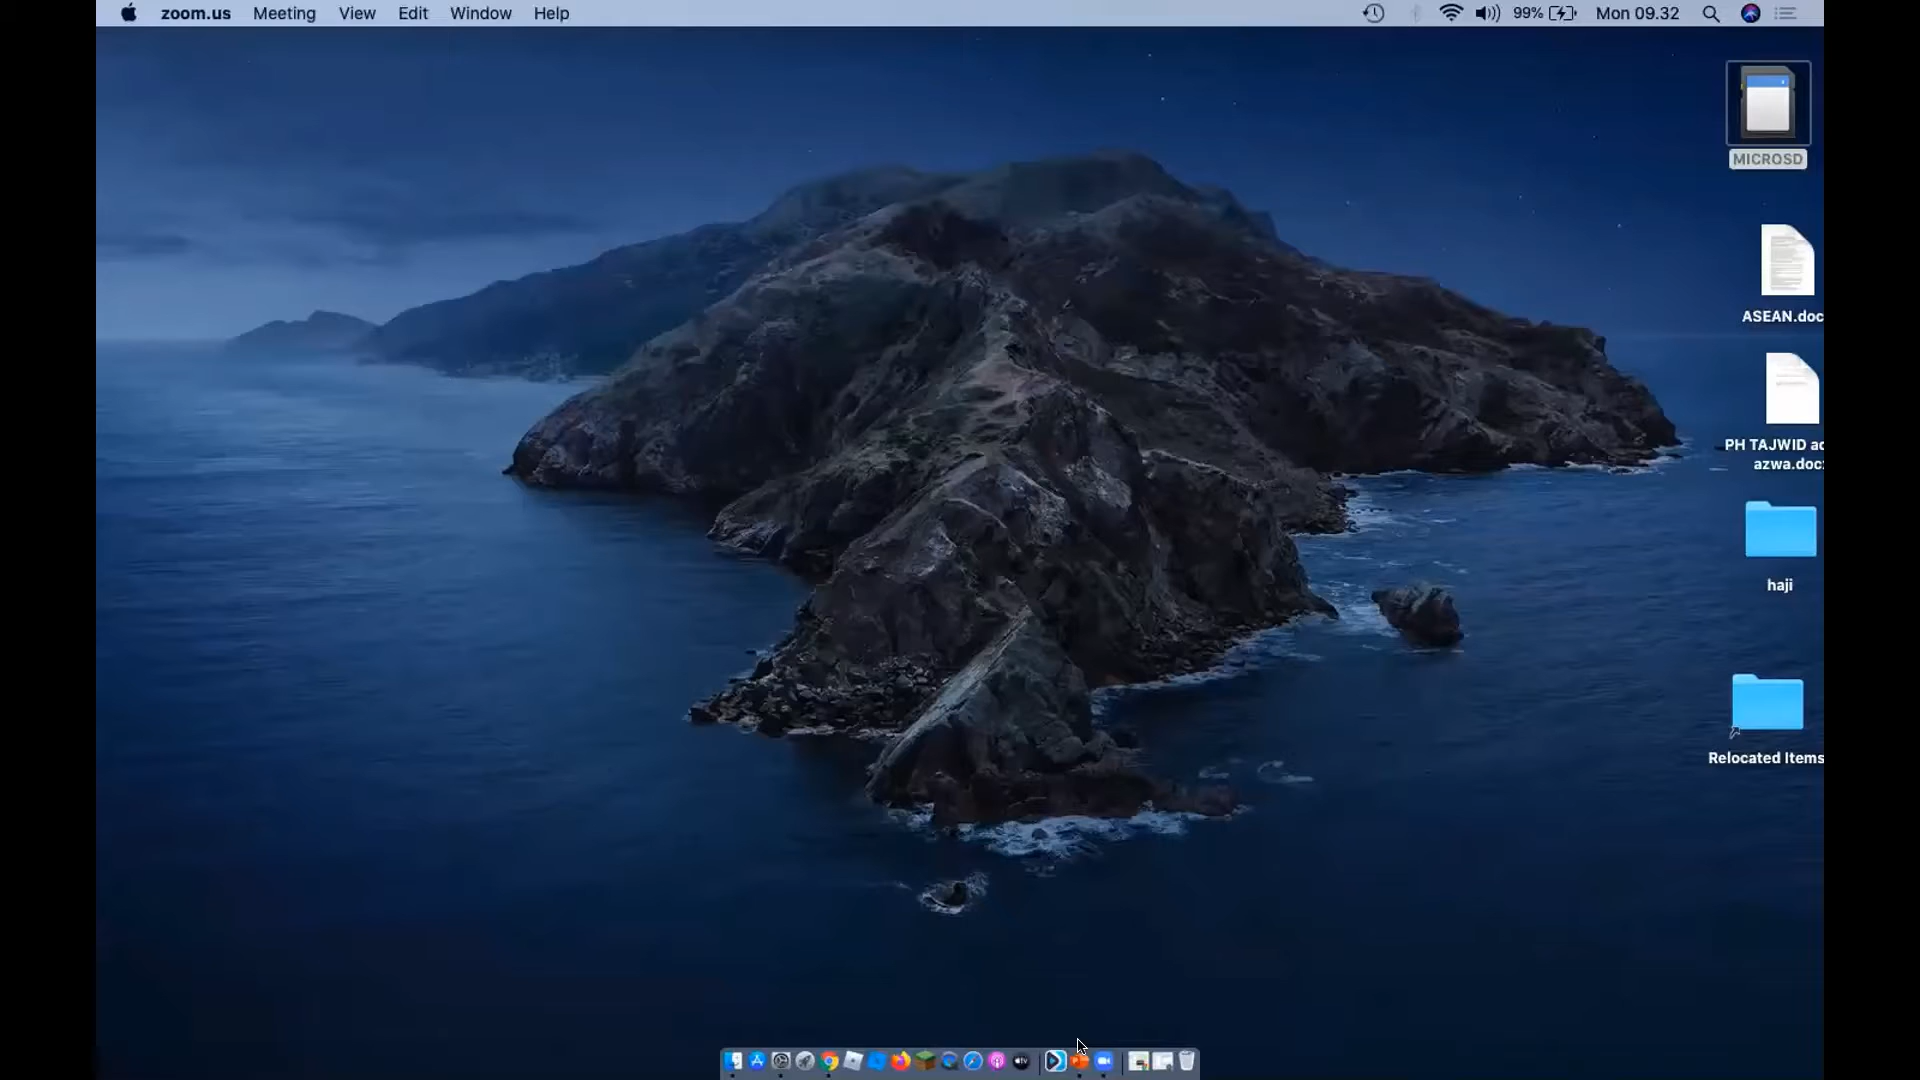 zoom.us Meeting View Edit Window Help 99% Mon 09.32
MICROSD
ASEAN.doc
PH TAJWID
azwa.doc
haji
Relocated Items